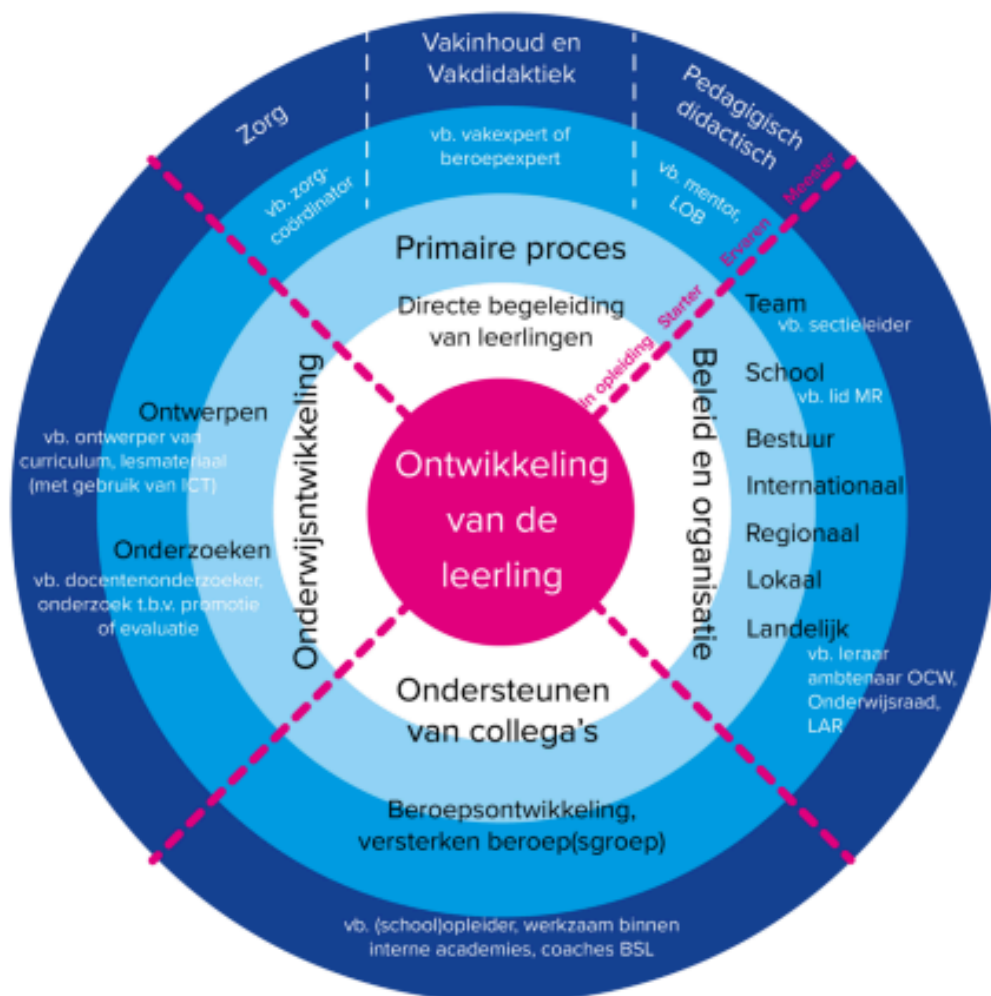 Zorg
Vakinhoud en
Vakdidaktiek
Pedagigisch
didactisch
vb. zorg-
coördinator
vb. vakexpert of
beroepexpert
vb. mentor,
LOB
Meester
Ervaren
Starter
In opleiding
Primaire proces
Directe begeleiding
van leerlingen
Onderwijsntwikkeling
Ontwerpen
vb. ontwerper van
curriculum, lesmateriaal
(met gebruik van ICT)
Onderzoeken
vb. docentenonderzoeker,
onderzoek t.b.v. promotie
of evaluatie
Ontwikkeling
van de
leerling
Beleid en organisatie
Team
vb. sectieleider
School
vb. lid MR
Bestuur
Internationaal
Regionaal
Lokaal
Landelijk
vb. leraar
ambtenaar OCW,
Onderwijsraad,
LAR
Ondersteunen
van collega's
Beroepsontwikkeling,
versterken beroep(sgroep)
vb. (school)opleider, werkzaam binnen
interne academies, coaches BSL